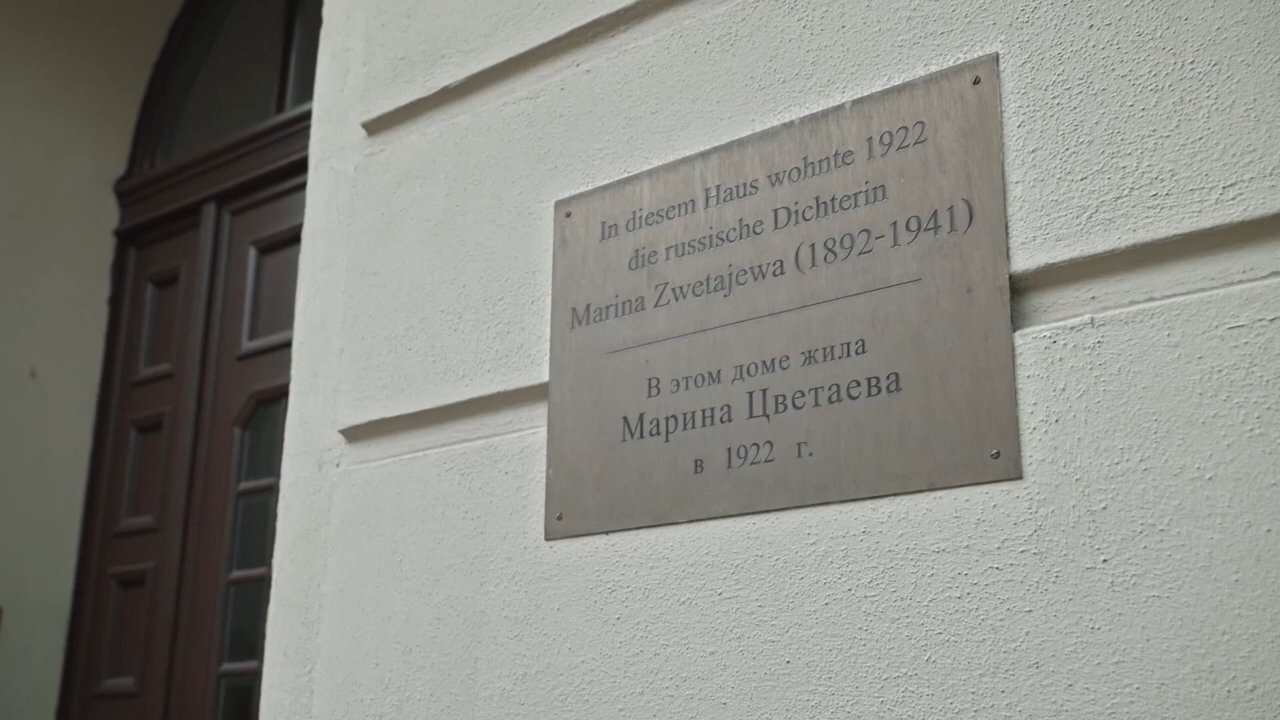 In diesem Haus wohnte 1922
die russische Dichterin
Marina Zwetajewa (1892-1941)
В этом доме жила
Марина Цветаева
в 1922 г.